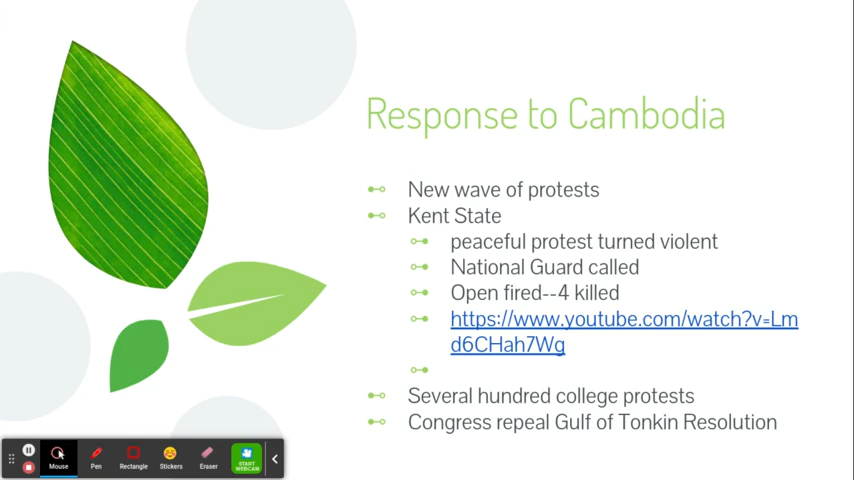 Response to Cambodia
New wave of protests
Kent State
peaceful protest turned violent
National Guard called
Open fired--4 killed
https://www.youtube.com/watch?v=Lm
d6CHah7Wg
Several hundred college protests
Congress repeal Gulf of Tonkin Resolution
Mouse
Pen
Rectangle
Stickers
Eraser
START
WEBCAM